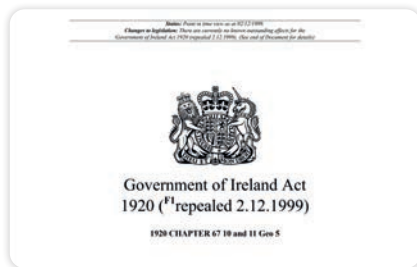 Status: Point in time view as at 02/12/1999.
Changes to legislation: There are currently no known outstanding effects for the
Government of Ireland Act 1920 (repealed 2.12.1999). (See end of Document for details)
Government of Ireland Act
1920 (F1repealed 2.12.1999)
1920 CHAPTER 67 10 and 11 Geo 5